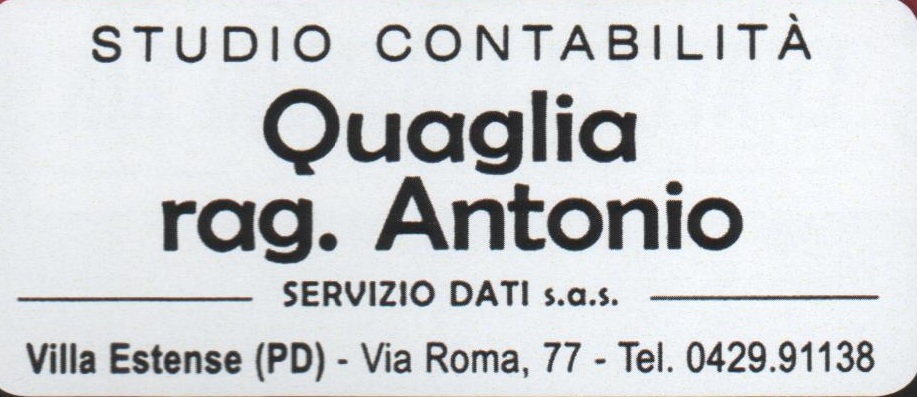 STUDIO CONTABILITÀ
Quaglia
rag. Antonio
SERVIZIO DATI s.a.s.
Villa Estense (PD) - Via Roma, 77 - Tel. 0429.91138